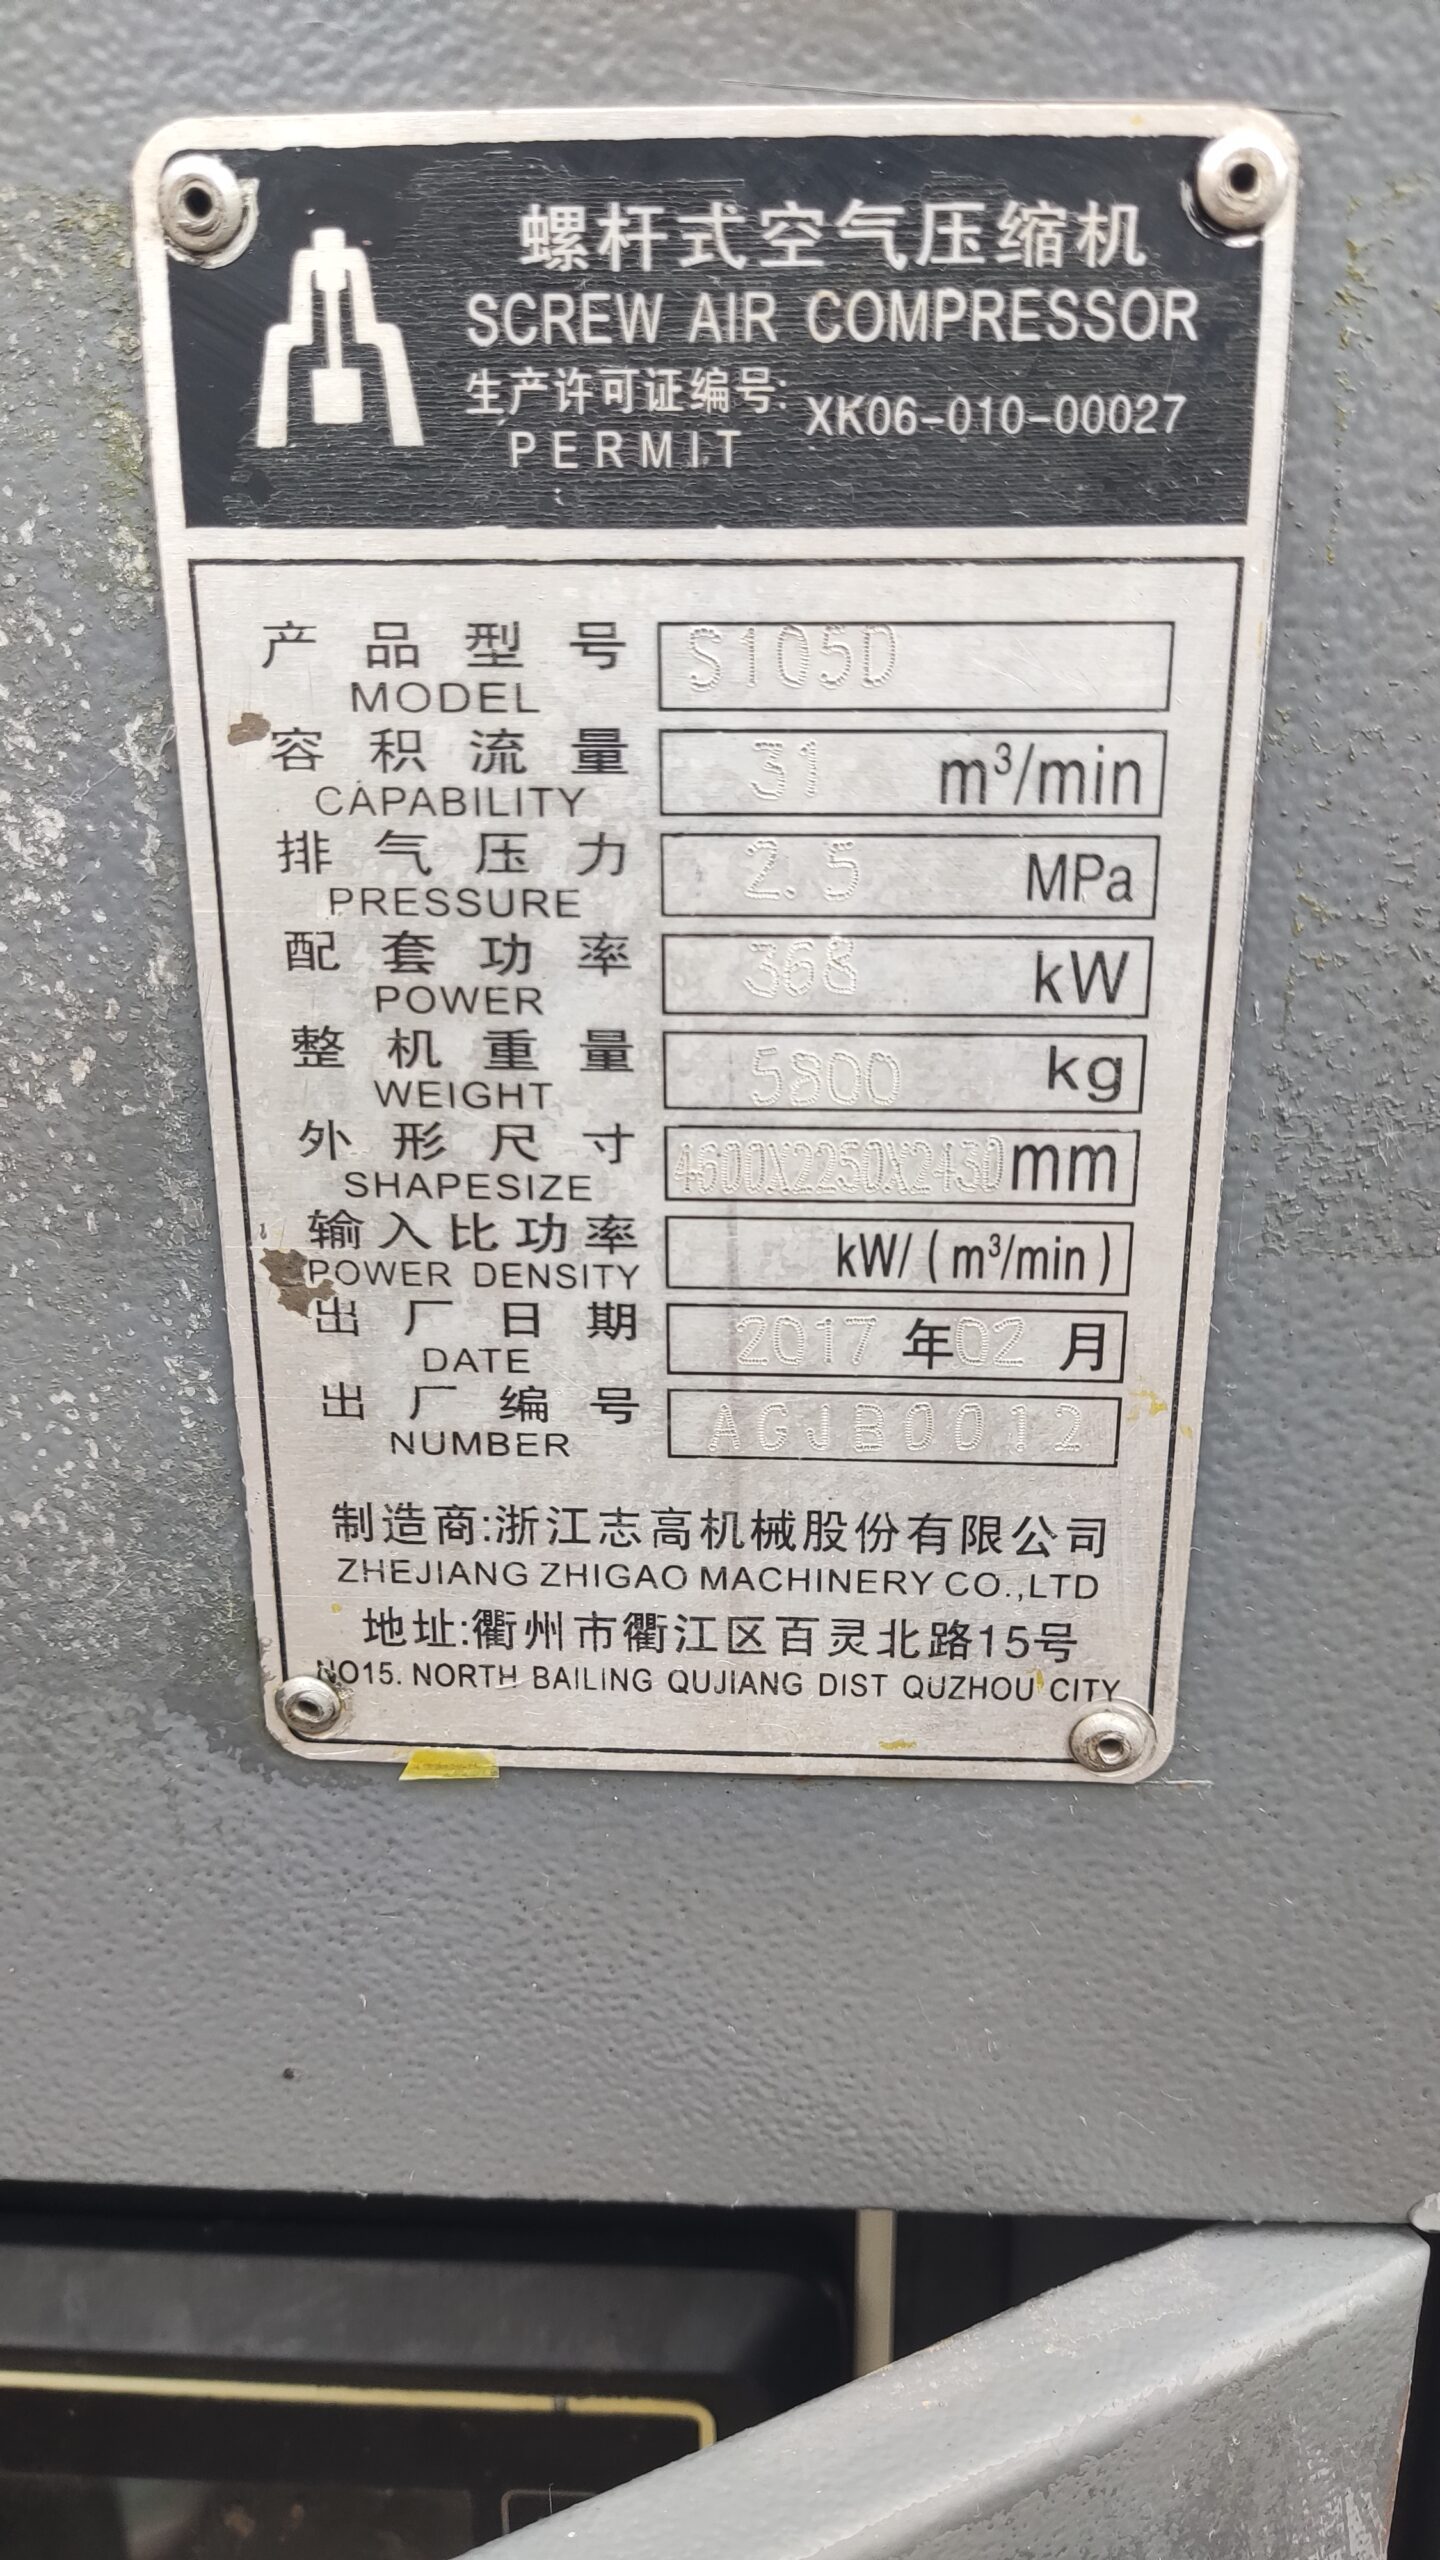 螺杆式空气压缩机
SCREW AIR COMPRESSOR
生产许可证编号: XK06-010-00027
PERMIT
产品型号 S105D
MODEL
容积流量 31 m³/min
CAPABILITY
排气压力 2.5 MPa
PRESSURE
配套功率 368 kW
POWER
整机重量 5800 kg
WEIGHT
外形尺寸 4600X2250X2430mm
SHAPESIZE
输入比功率 kW/(m³/min)
POWER DENSITY
出厂日期 2017年02月
DATE
出厂编号 AGJB0012
NUMBER
制造商:浙江志高机械股份有限公司
ZHEJIANG ZHIGAO MACHINERY CO.,LTD
地址:衢州市衢江区百灵北路15号
NO15. NORTH BAILING QUJIANG DIST QUZHOU CITY